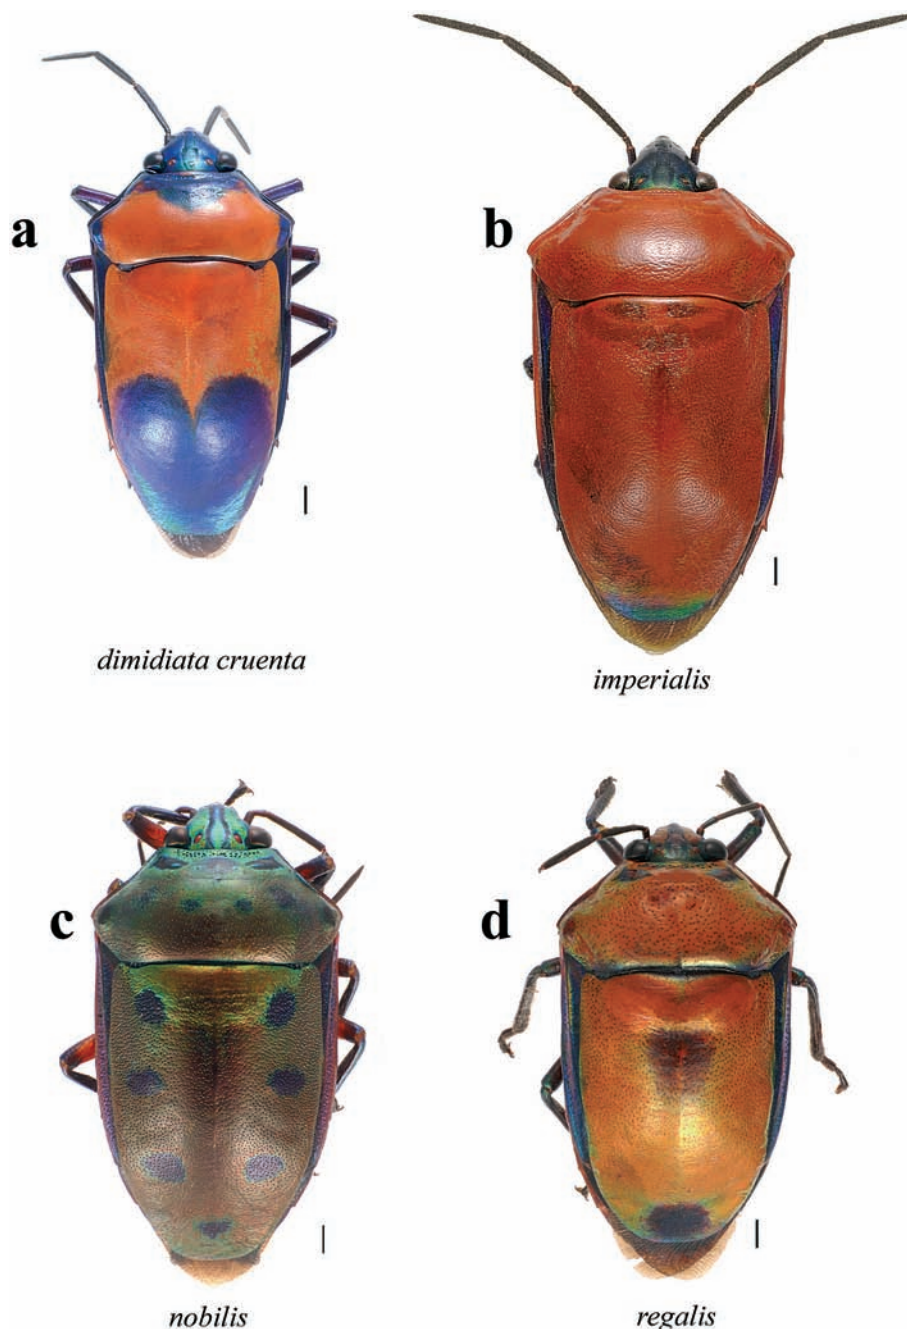 a
b
dimidiata cruenta
imperialis
c
d
nobilis
regalis